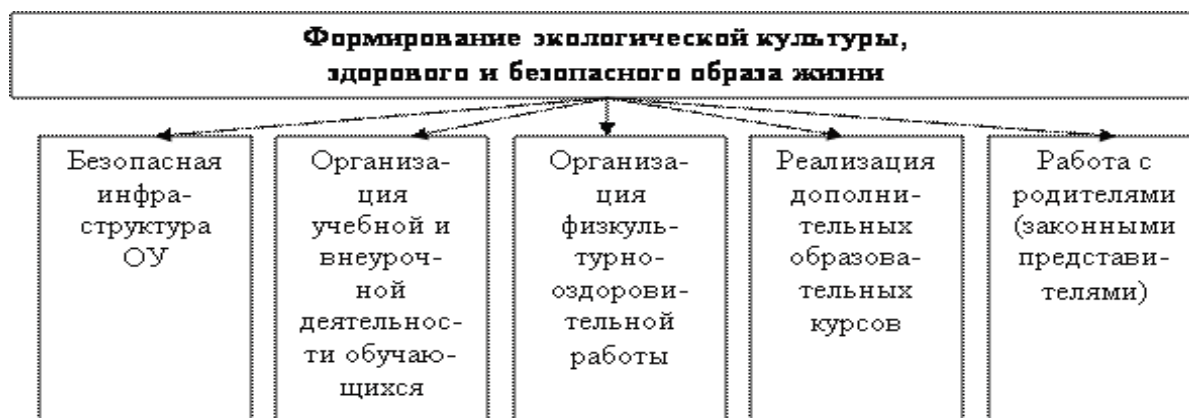 Формирование экологической культуры,
здорового и безопасного образа жизни
Безопасная
инфра-
структура
ОУ
Организа-
ция
учебной и
внеуроч-
ной
деятельнос-
ти обучаю-
щихся
Организа-
ция
физкуль-
турно-
оздорови-
тельной
работы
Реализация
дополни-
тельных
образова-
тельных
курсов
Работа с
родителями
(законными
представи-
телями)